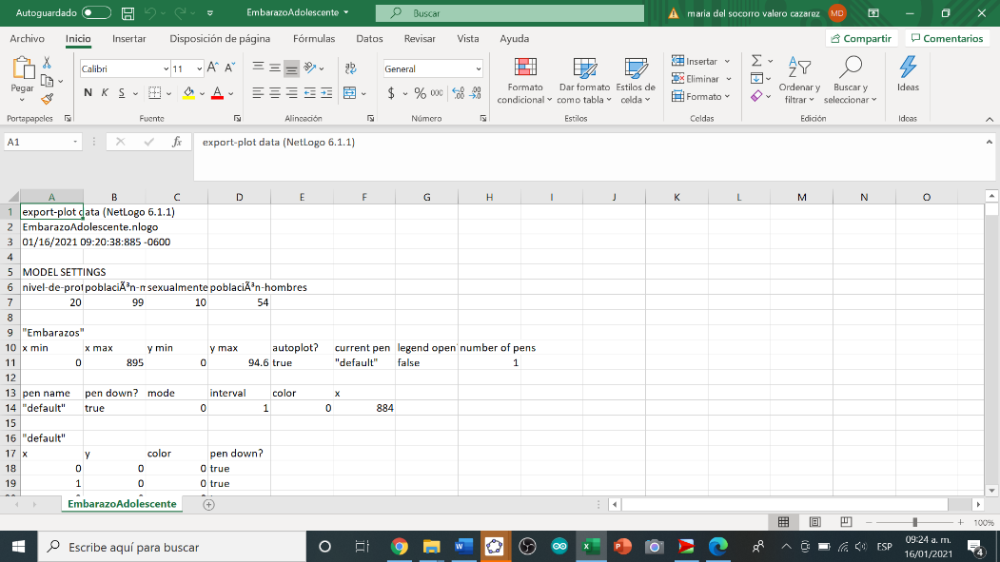 Autoguardado EmbarazoAdolescente Buscar maria del socorro valero cazarez MD
Archivo Inicio Insertar Disposición de página Fórmulas Datos Revisar Vista Ayuda Compartir Comentarios
Pegar Calibri 11 A A ab General Formato condicional Dar formato como tabla Estilos de celda Insertar Eliminar Formato Ordenar y filtrar Buscar y seleccionar Ideas
N K S A $ % 000
Portapapeles Fuente Alineación Número Estilos Celdas Edición Ideas
A1 fx export-plot data (NetLogo 6.1.1)
A B C D E F G H I J K L M N O
1 export-plot data (NetLogo 6.1.1)
2 EmbarazoAdolescente.nlogo
3 01/16/2021 09:20:38:885 -0600
4
5 MODEL SETTINGS
6 nivel-de-prot poblaciÃ³n-m sexualmente poblaciÃ³n-hombres
7 20 99 10 54
8
9 "Embarazos"
10 x min x max y min y max autoplot? current pen legend open? number of pens
11 0 895 0 94.6 true "default" false 1
12
13 pen name pen down? mode interval color x
14 "default" true 0 1 0 884
15
16 "default"
17 x y color pen down?
18 0 0 0 true
19 1 0 0 true
EmbarazoAdolescente
100%
Escribe aquí para buscar ESP 09:24 a. m.
16/01/2021 4